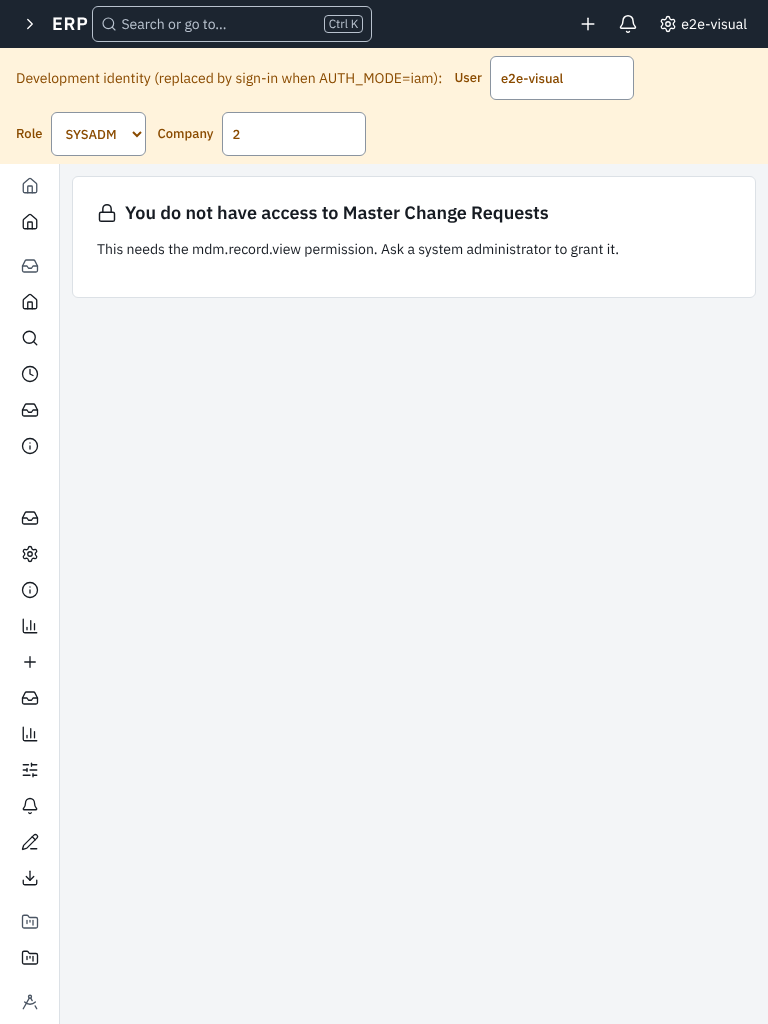 ERP Search or go to... Ctrl K e2e-visual
Development identity (replaced by sign-in when AUTH_MODE=iam): User e2e-visual
Role SYSADM Company 2
You do not have access to Master Change Requests
This needs the mdm.record.view permission. Ask a system administrator to grant it.